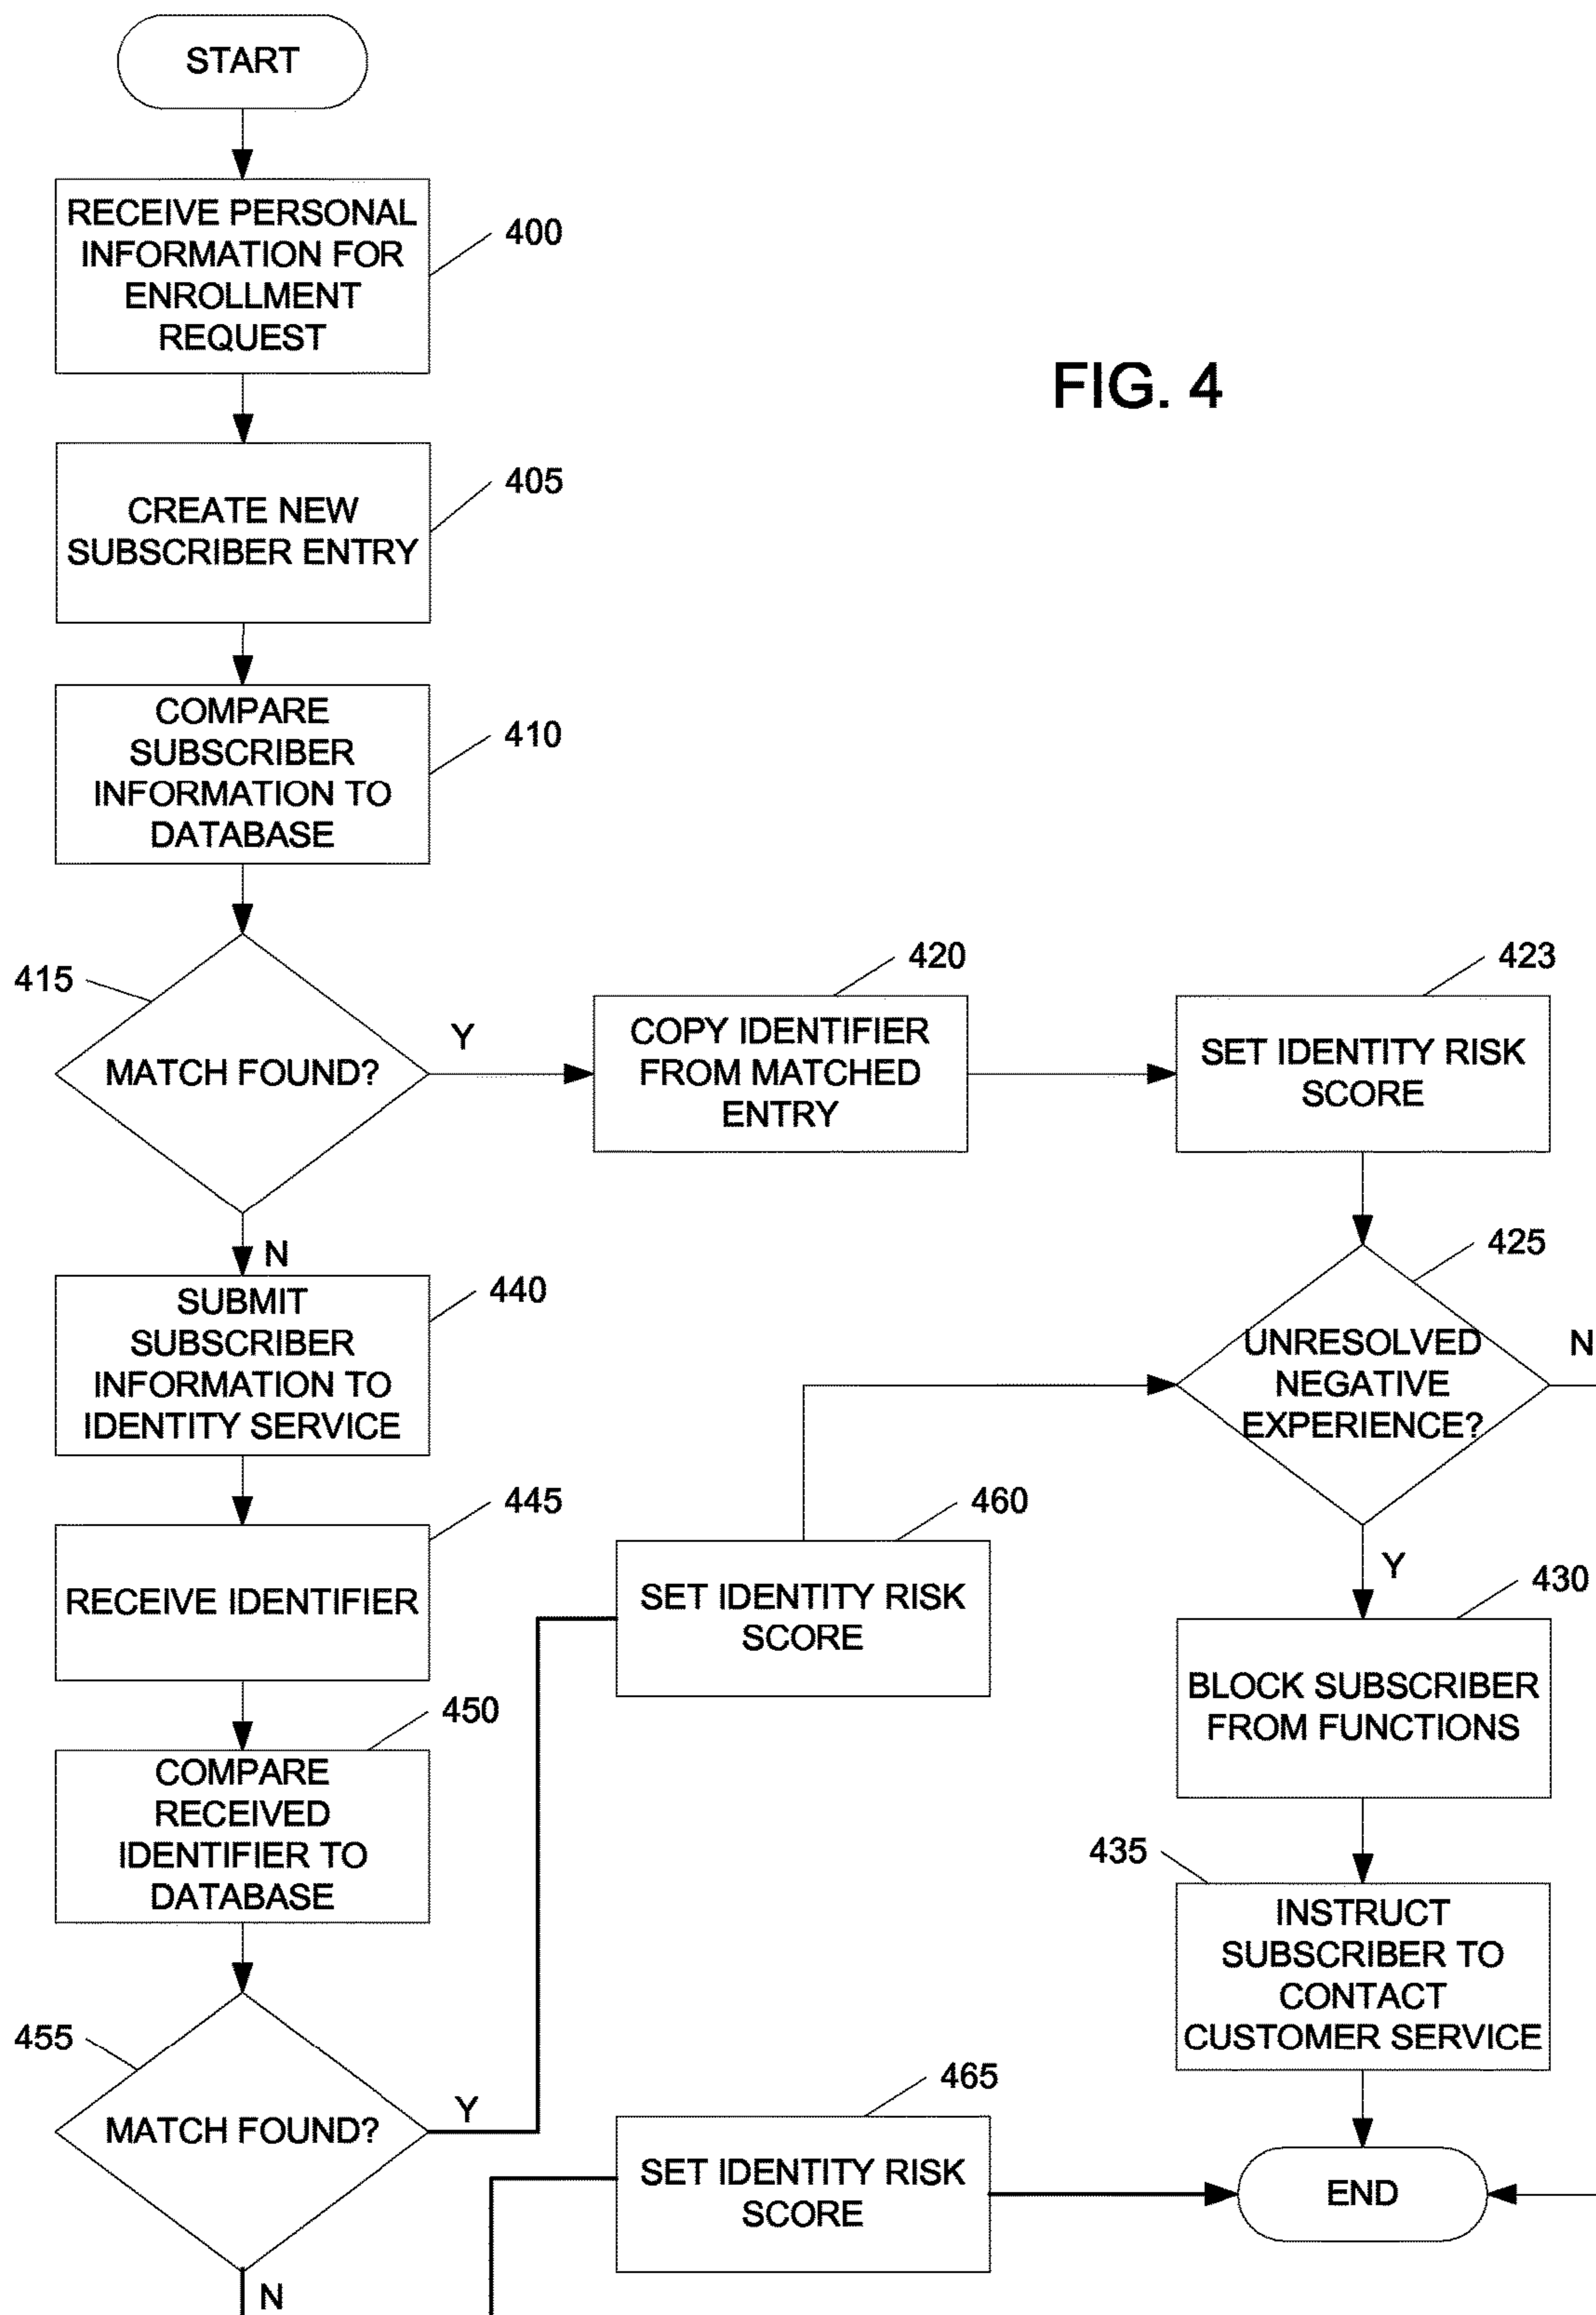 START
RECEIVE PERSONAL
INFORMATION FOR
ENROLLMENT
REQUEST
400
FIG. 4
CREATE NEW
SUBSCRIBER ENTRY
405
COMPARE
SUBSCRIBER
INFORMATION TO
DATABASE
410
415
MATCH FOUND?
Y
N
COPY IDENTIFIER
FROM MATCHED
ENTRY
420
SET IDENTITY RISK
SCORE
423
UNRESOLVED
NEGATIVE
EXPERIENCE?
425
N
Y
BLOCK SUBSCRIBER
FROM FUNCTIONS
430
435
INSTRUCT
SUBSCRIBER TO
CONTACT
CUSTOMER SERVICE
SUBMIT
SUBSCRIBER
INFORMATION TO
IDENTITY SERVICE
440
RECEIVE IDENTIFIER
445
COMPARE
RECEIVED
IDENTIFIER TO
DATABASE
450
455
MATCH FOUND?
Y
N
SET IDENTITY RISK
SCORE
460
SET IDENTITY RISK
SCORE
465
END